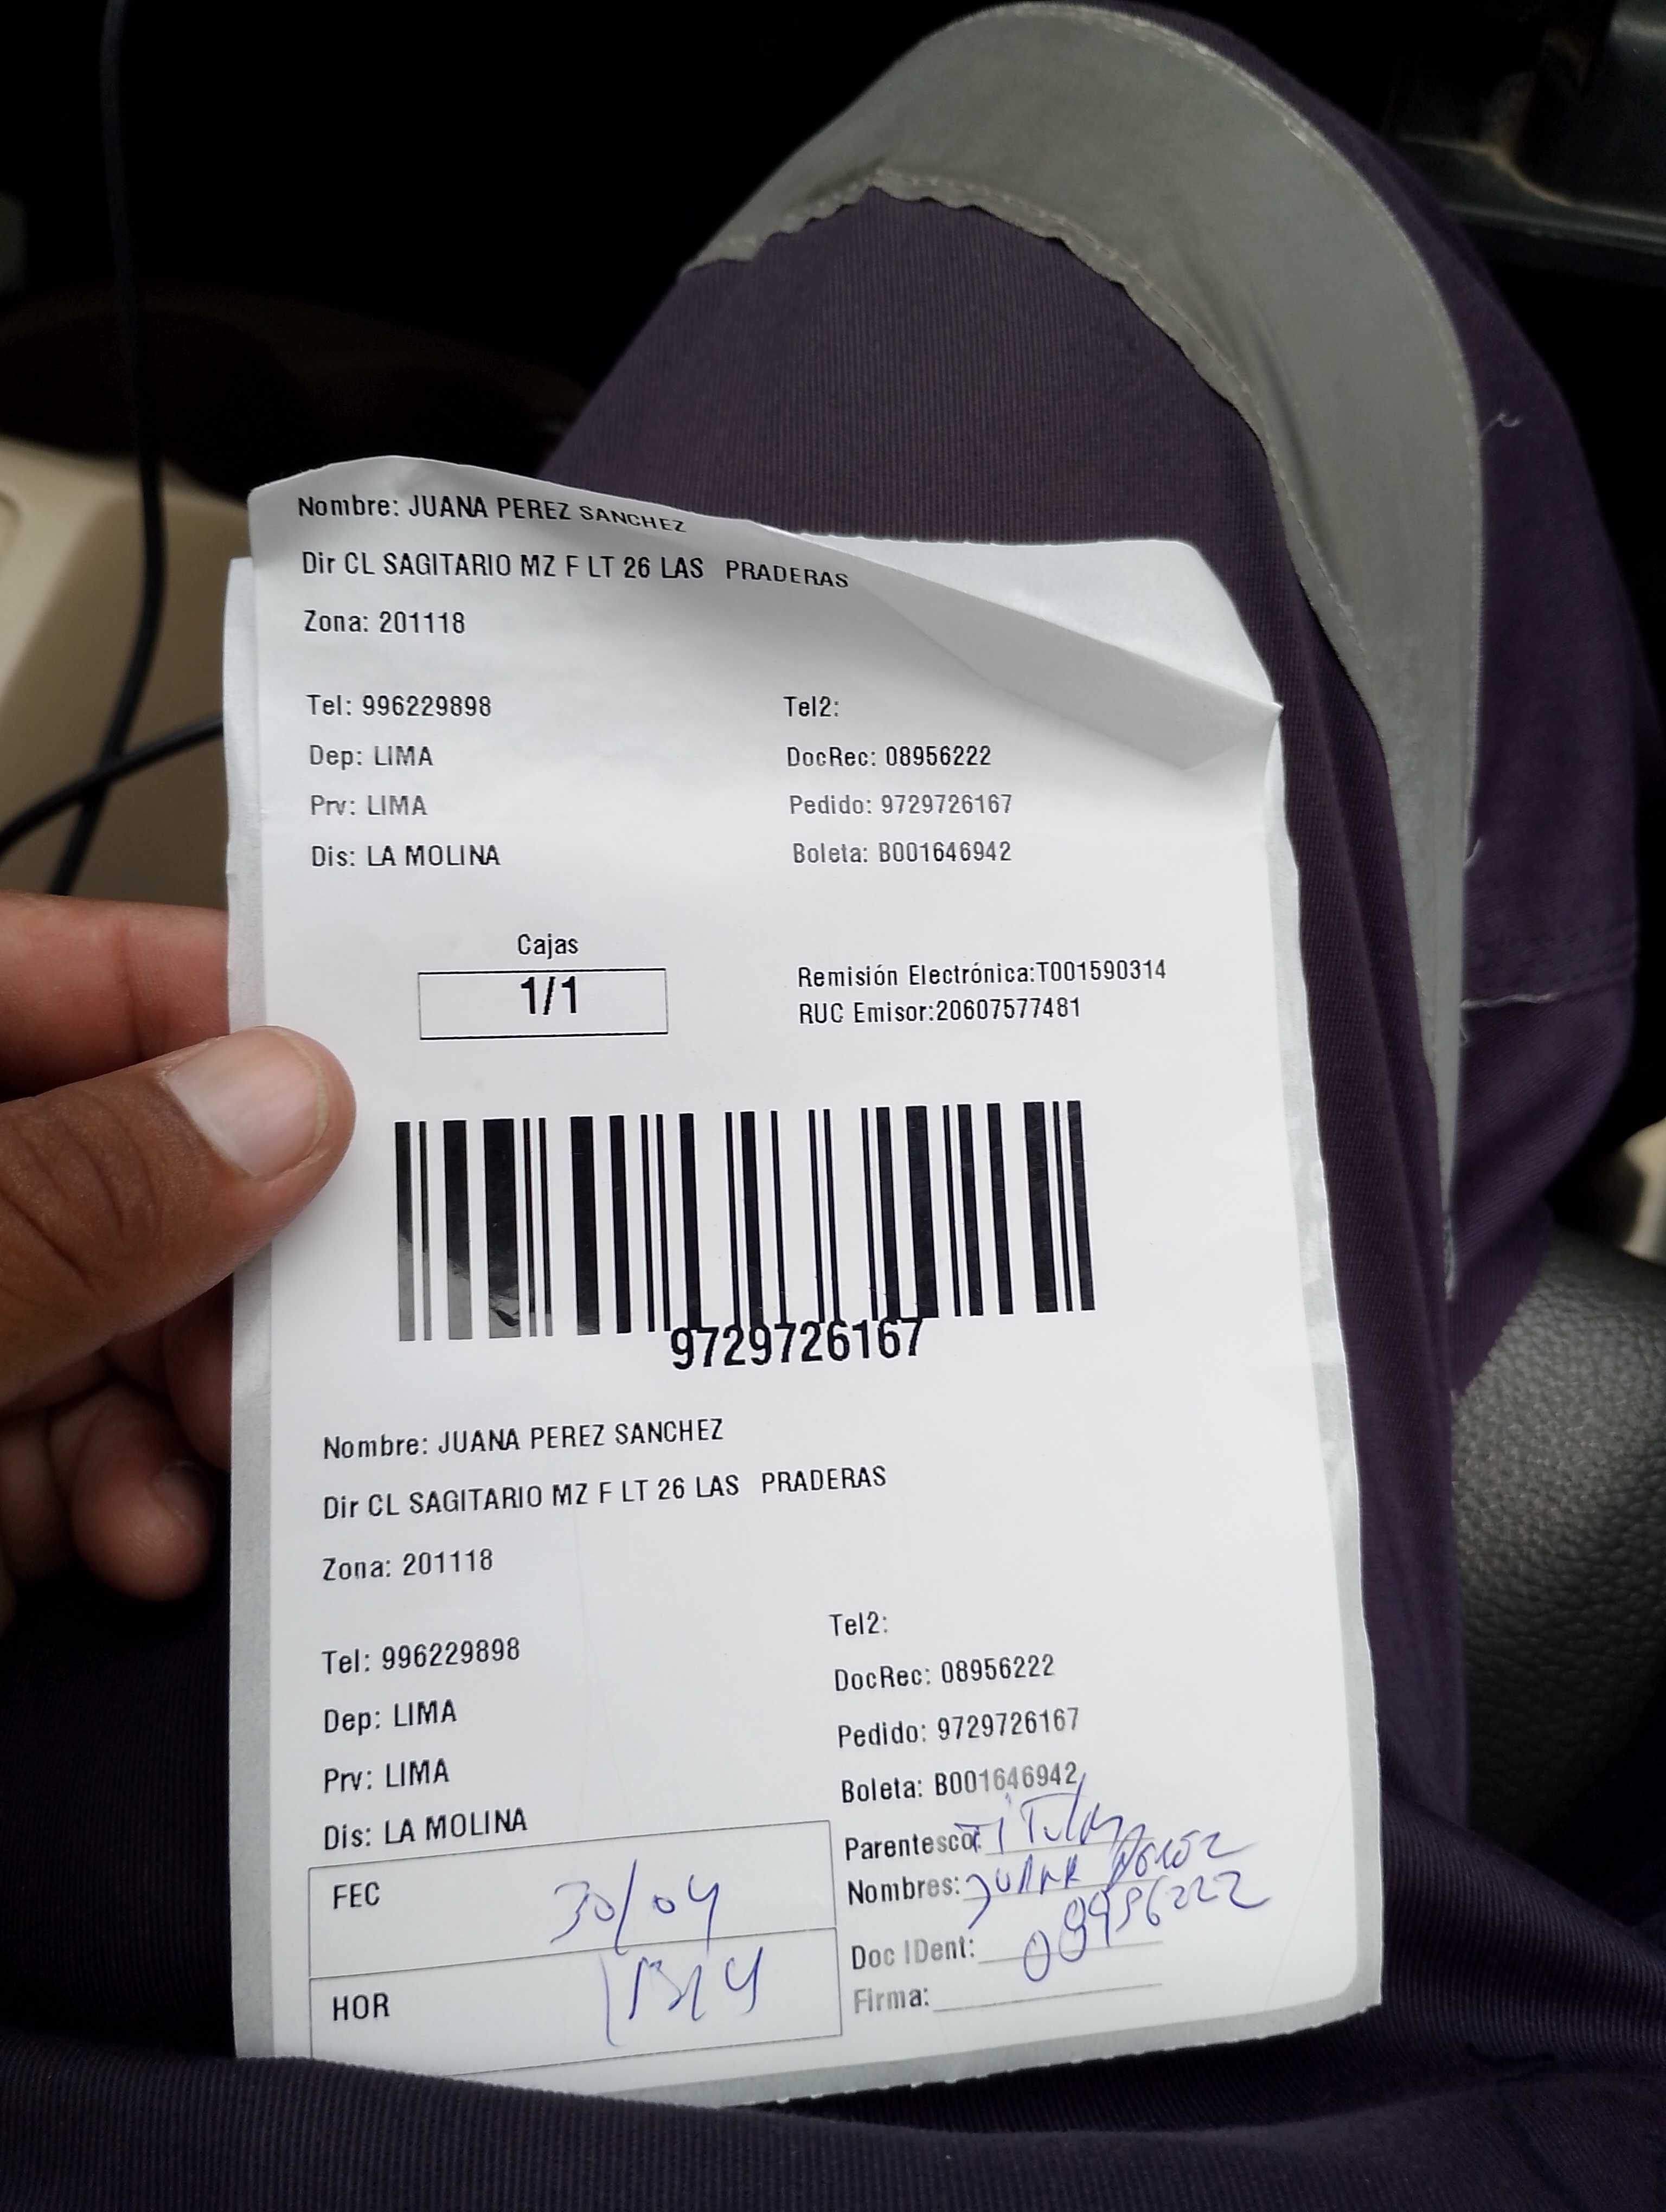 Nombre: JUANA PEREZ SANCHEZ
Dir CL SAGITARIO MZ F LT 26 LAS PRADERAS
Zona: 201118
Tel: 996229898 Tel2:
Dep: LIMA DocRec: 08956222
Prv: LIMA Pedido: 9729726167
Dis: LA MOLINA Boleta: B001646942
Cajas
1/1
Remisión Electrónica:T001590314
RUC Emisor:20607577481
9729726167
Nombre: JUANA PEREZ SANCHEZ
Dir CL SAGITARIO MZ F LT 26 LAS PRADERAS
Zona: 201118
Tel2:
Tel: 996229898 DocRec: 08956222
Dep: LIMA Pedido: 9729726167
Prv: LIMA Boleta: B001646942
Dis: LA MOLINA Parentesco: Titular
FEC 30/04 Nombres: JUANA PEREZ
Doc IDent:
HOR Firma: